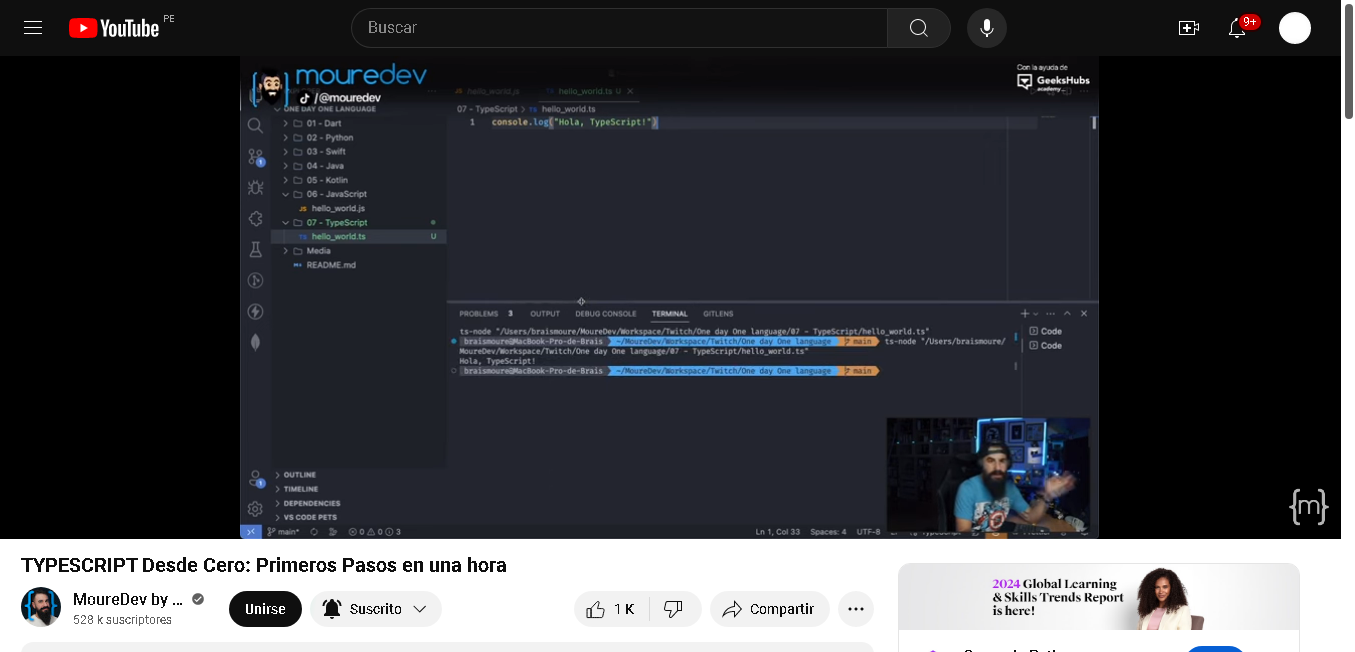 YouTube PE
Buscar
9+
mouredev
/@mouredev
Con la ayuda de
GeeksHubs
academy
hello_world.js
hello_world.ts U
ONE DAY ONE LANGUAGE
01 - Dart
02 - Python
03 - Swift
04 - Java
05 - Kotlin
06 - JavaScript
JS hello_world.js
07 - TypeScript
TS hello_world.ts U
Media
README.md
07 - TypeScript > TS hello_world.ts
1 console.log("Hola, TypeScript!")
PROBLEMS 3 OUTPUT DEBUG CONSOLE TERMINAL GITLENS
ts-node "/Users/braismoure/MoureDev/Workspace/Twitch/One day One language/07 - TypeScript/hello_world.ts"
braismoure@MacBook-Pro-de-Brais ~/MoureDev/Workspace/Twitch/One day One language main ts-node "/Users/braismoure/
MoureDev/Workspace/Twitch/One day One language/07 - TypeScript/hello_world.ts"
Hola, TypeScript!
braismoure@MacBook-Pro-de-Brais ~/MoureDev/Workspace/Twitch/One day One language main
Code
Code
OUTLINE
TIMELINE
DEPENDENCIES
VS CODE PETS
main* 0 0 3
Ln 1, Col 33 Spaces: 4 UTF-8
{m}
TYPESCRIPT Desde Cero: Primeros Pasos en una hora
MoureDev by ...
528 k suscriptores
Unirse
Suscrito
1 K
Compartir
2024 Global Learning
& Skills Trends Report
is here!